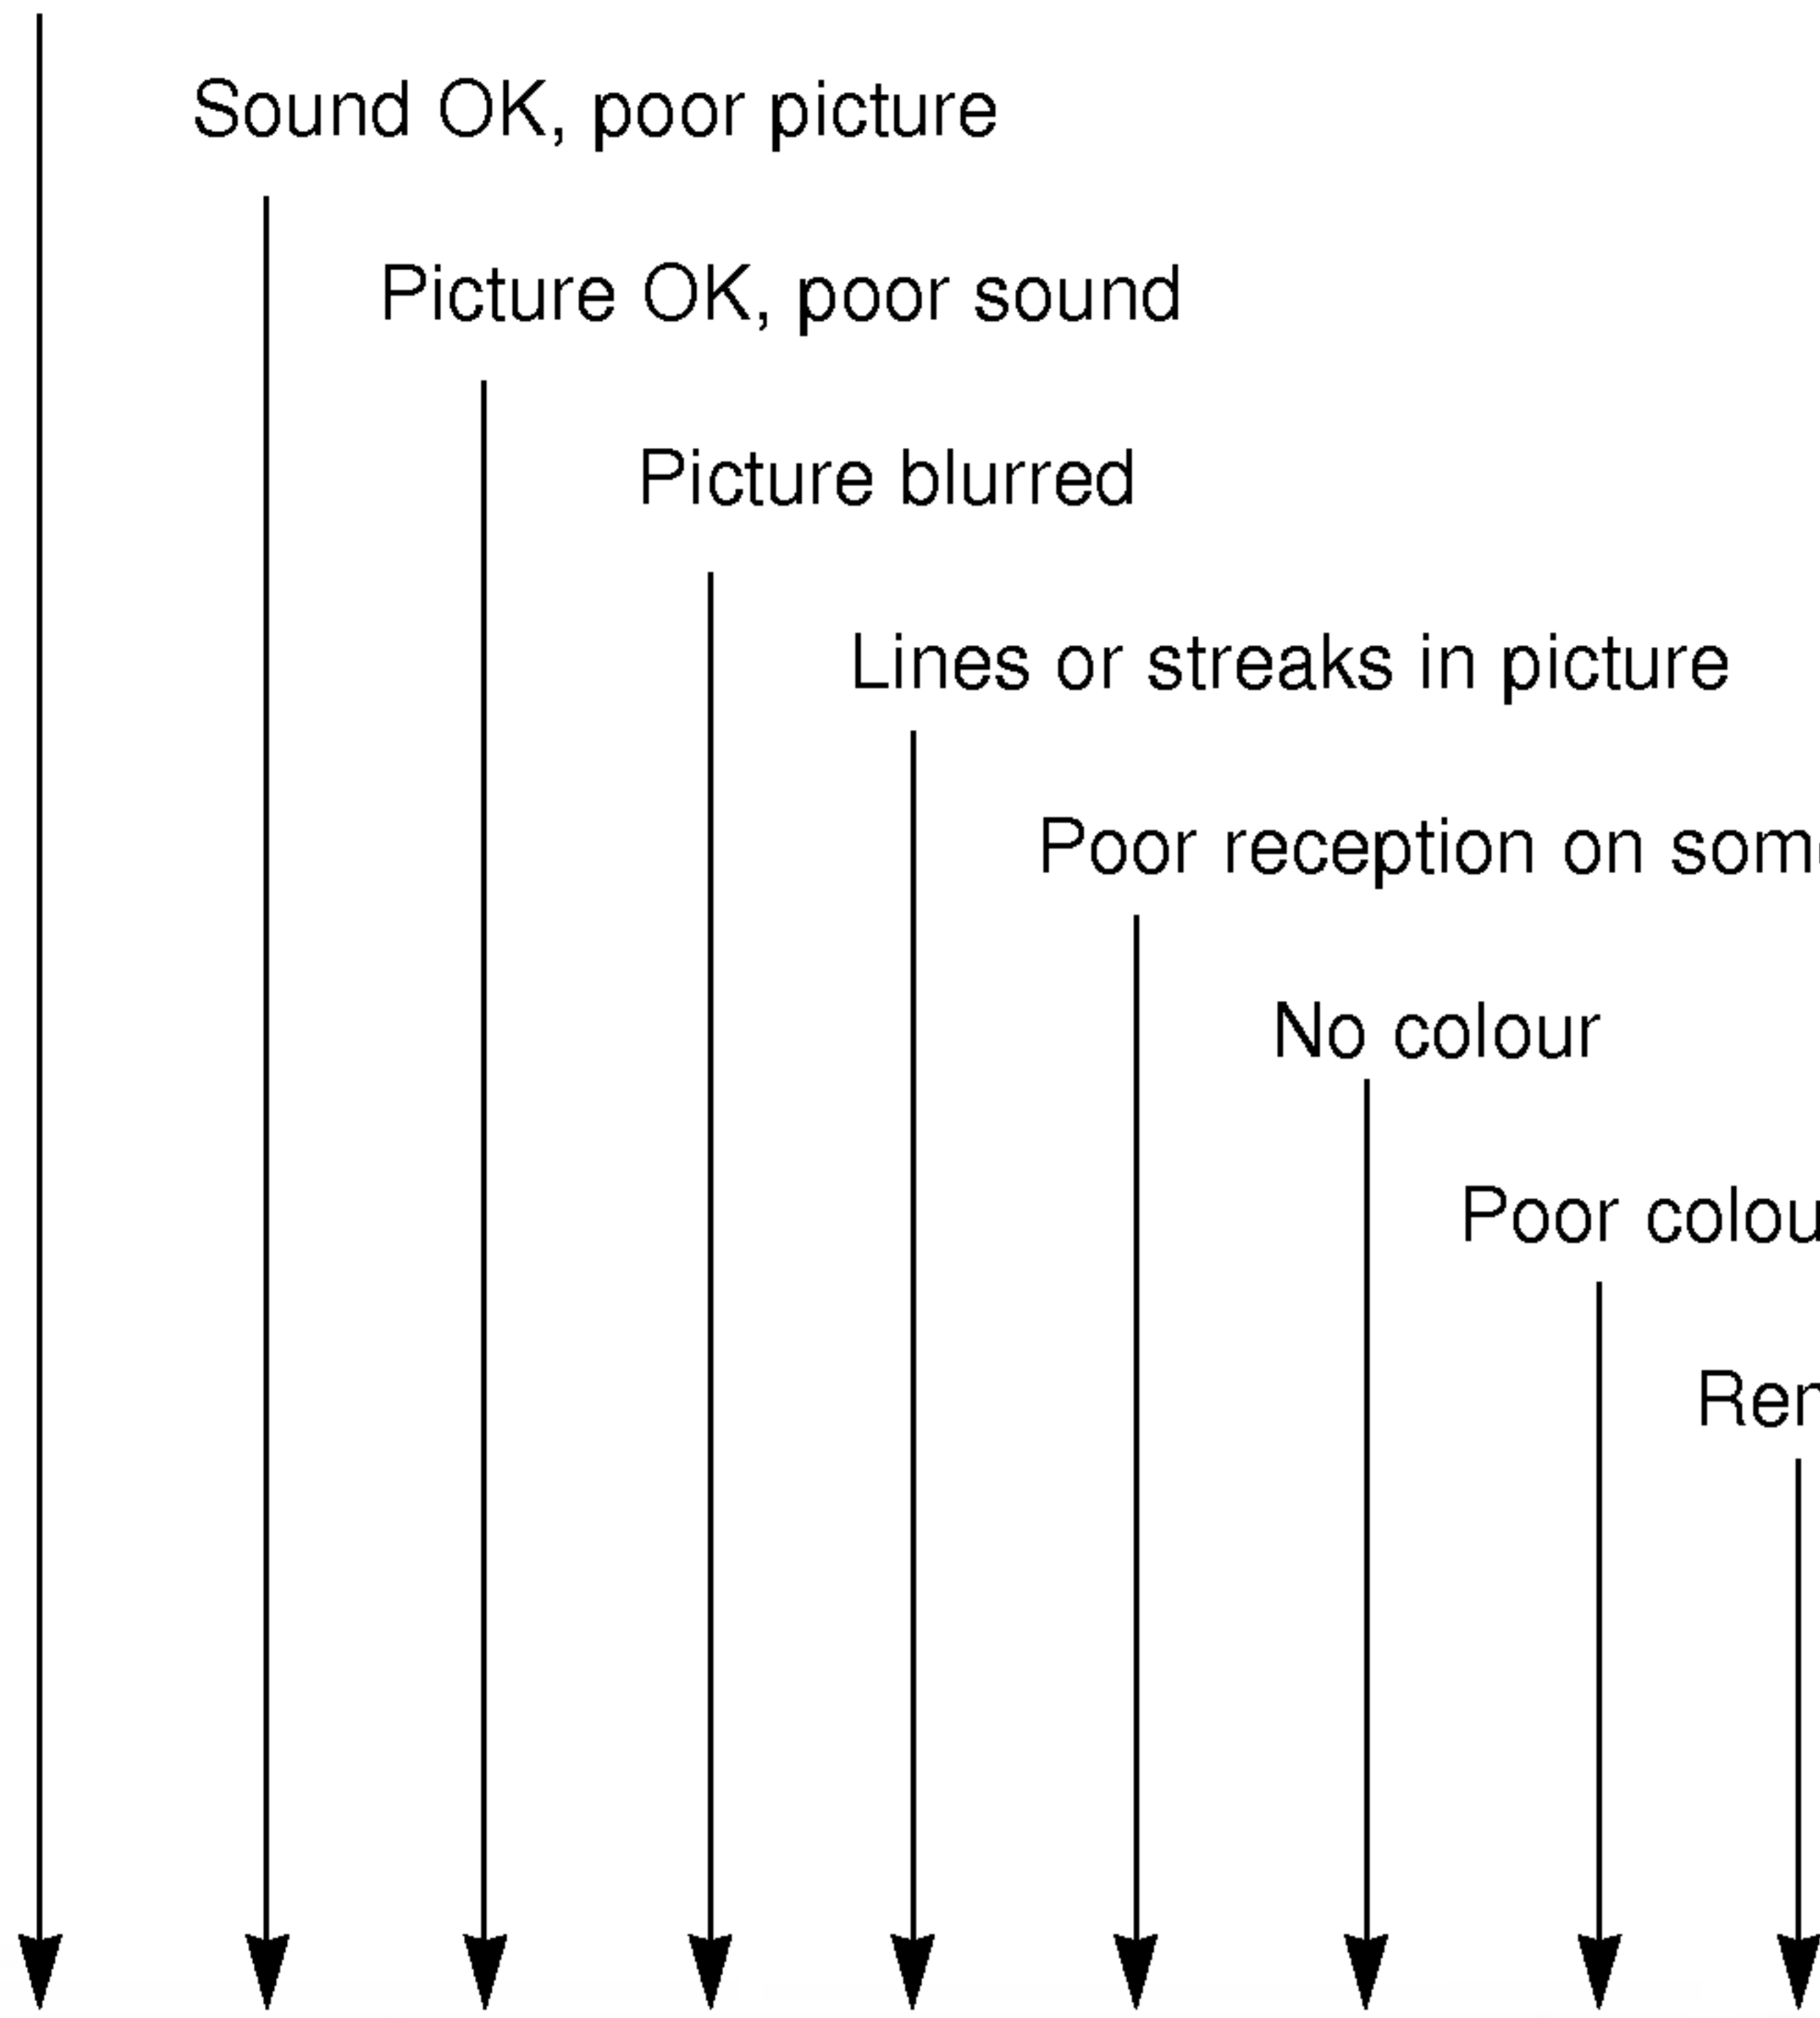 Sound OK, poor picture
Picture OK, poor sound
Picture blurred
Lines or streaks in picture
Poor reception on
No colour
Poor